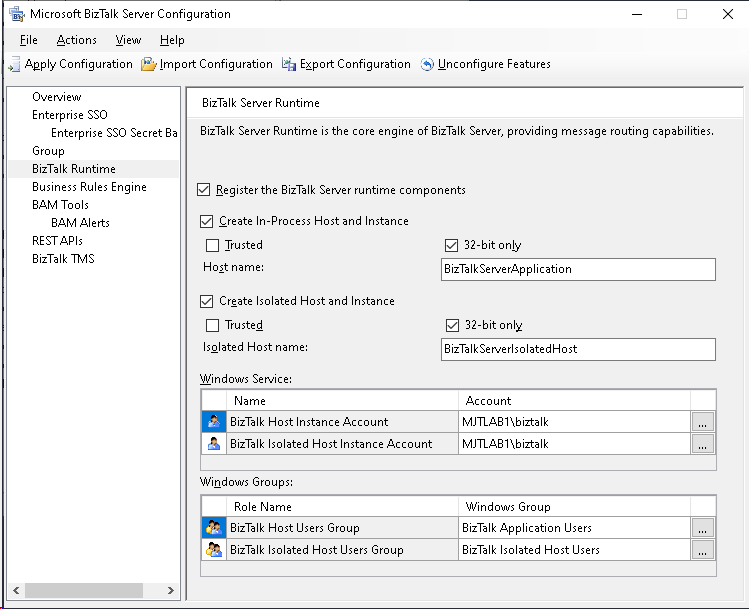 Microsoft BizTalk Server Configuration
File Actions View Help
Apply Configuration Import Configuration Export Configuration Unconfigure Features
Overview
Enterprise SSO
Enterprise SSO Secret Ba
Group
BizTalk Runtime
Business Rules Engine
BAM Tools
BAM Alerts
REST APIs
BizTalk TMS
BizTalk Server Runtime
BizTalk Server Runtime is the core engine of BizTalk Server, providing message routing capabilities.
Register the BizTalk Server runtime components
Create In-Process Host and Instance
Trusted 32-bit only
Host name: BizTalkServerApplication
Create Isolated Host and Instance
Trusted 32-bit only
Isolated Host name: BizTalkServerIsolatedHost
Windows Service:
Name Account
BizTalk Host Instance Account MJTLAB1\biztalk ...
BizTalk Isolated Host Instance Account MJTLAB1\biztalk ...
Windows Groups:
Role Name Windows Group
BizTalk Host Users Group BizTalk Application Users ...
BizTalk Isolated Host Users Group BizTalk Isolated Host Users ...